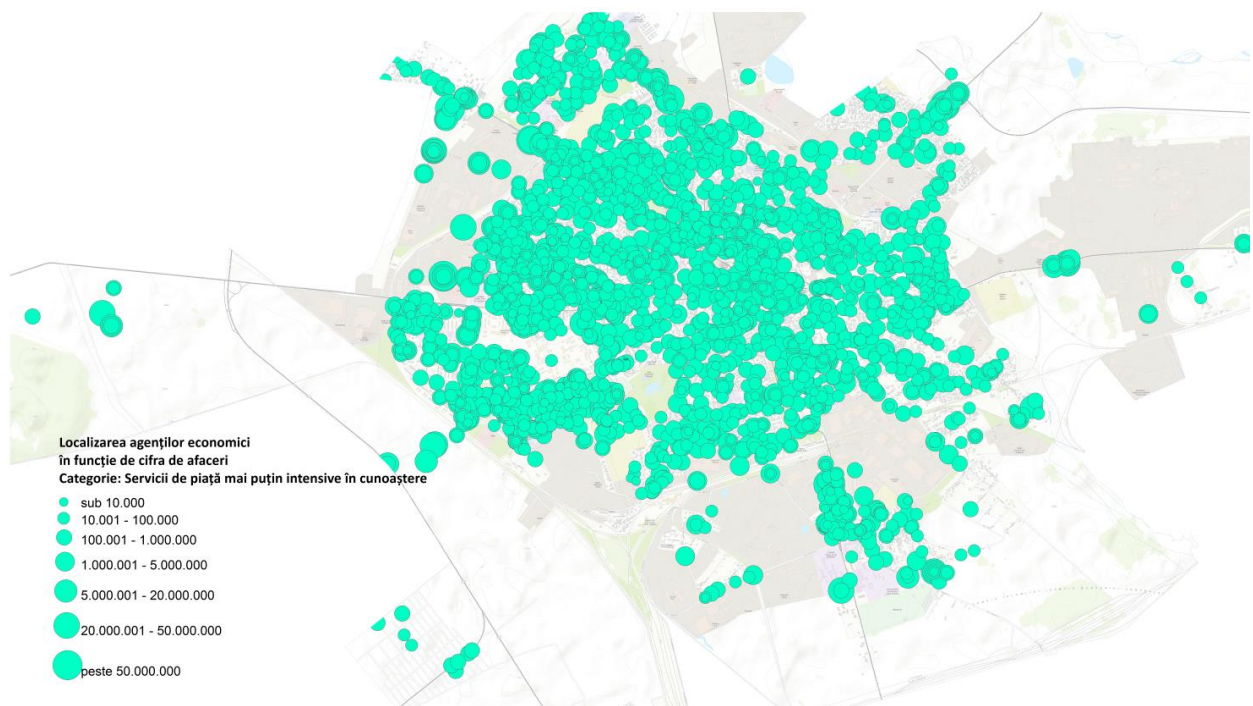 Localizarea agenților economici
în funcție de cifra de afaceri
Categorie: Servicii de piață mai puțin intensive în cunoaștere
sub 10.000
10.001 - 100.000
100.001 - 1.000.000
1.000.001 - 5.000.000
5.000.001 - 20.000.000
20.000.001 - 50.000.000
peste 50.000.000